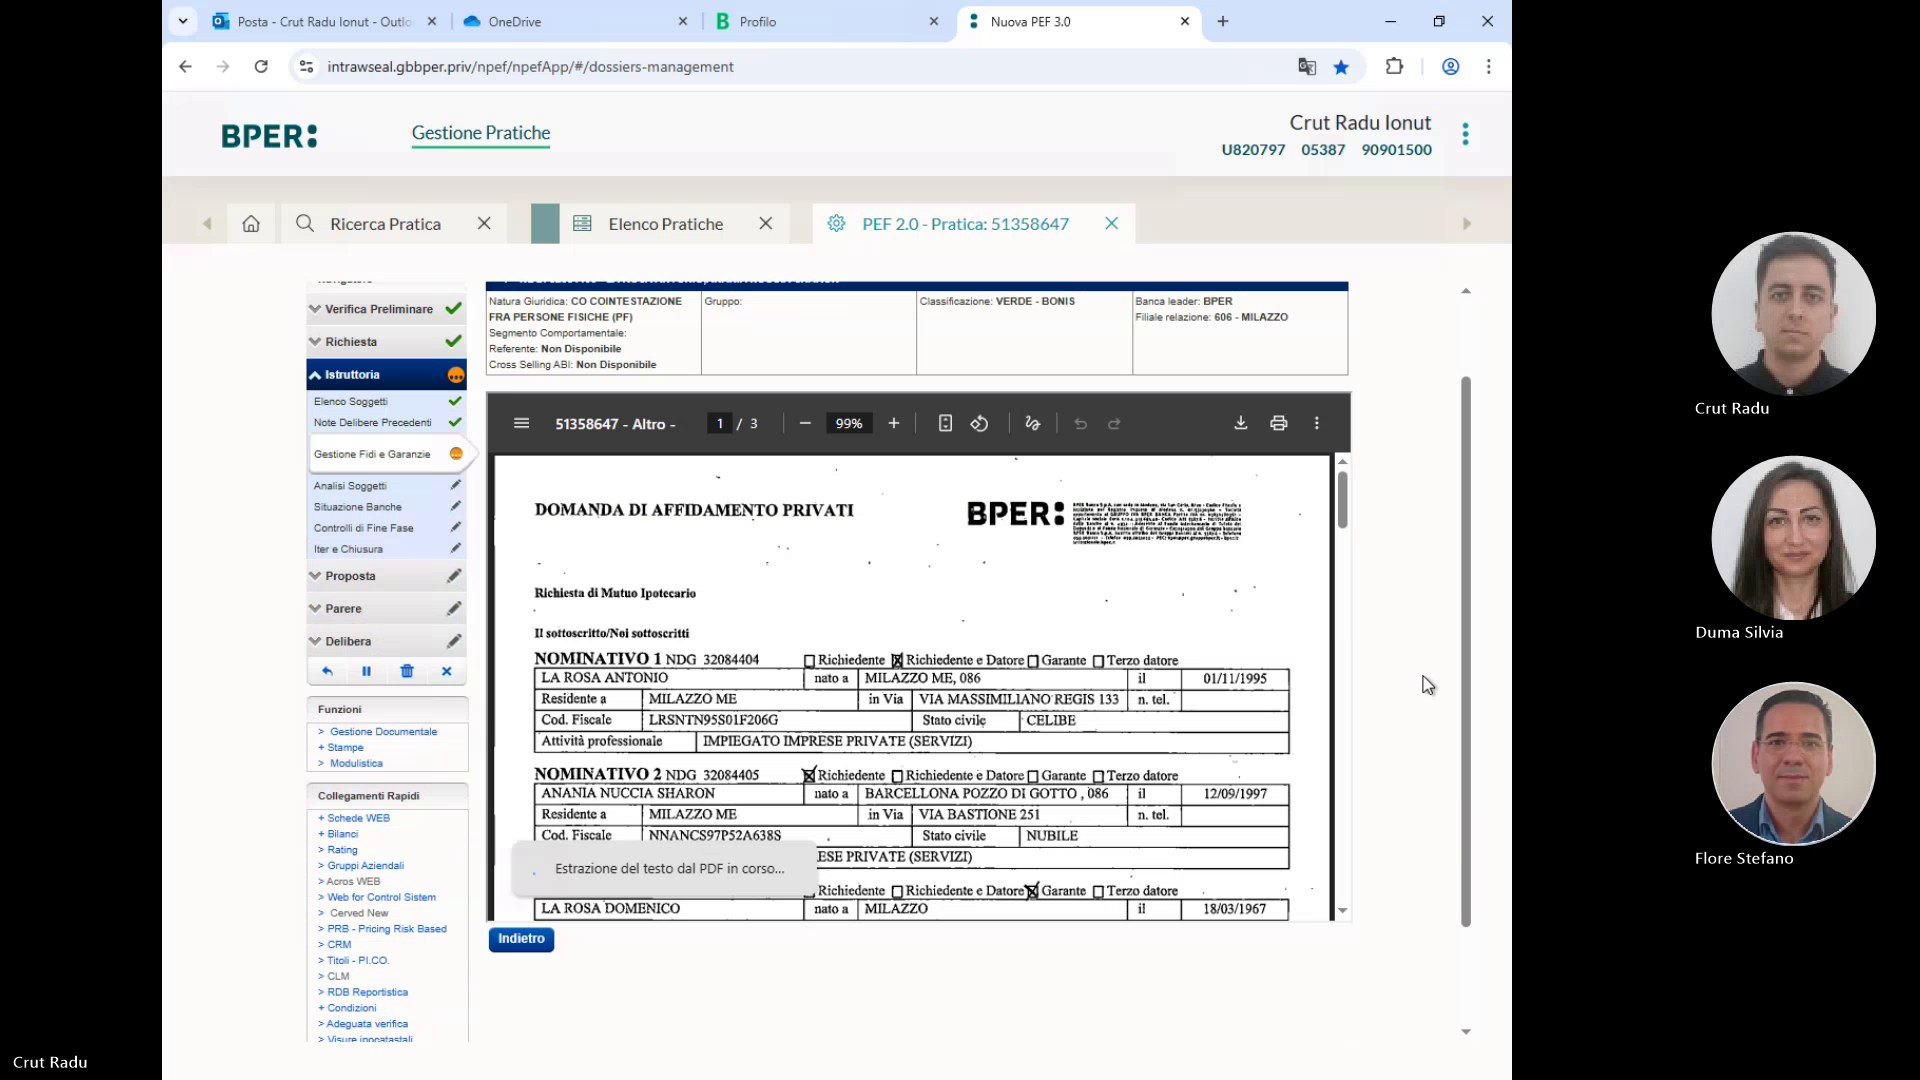 Posta - Crut Radu Ionut - Outlo
OneDrive
Profilo
Nuova PEF 3.0
intrawseal.gbbper.priv/npef/npefApp/#/dossiers-management
BPER:
Gestione Pratiche
Crut Radu Ionut
U820797 05387 90901500
Ricerca Pratica
Elenco Pratiche
PEF 2.0 - Pratica: 51358647
Verifica Preliminare
Richiesta
Istruttoria
Elenco Soggetti
Note Delibere Precedenti
Gestione Fidi e Garanzie
Analisi Soggetti
Situazione Banche
Controlli di Fine Fase
Iter e Chiusura
Proposta
Parere
Delibera
Funzioni
> Gestione Documentale
+ Stampe
> Modulistica
Collegamenti Rapidi
+ Schede WEB
+ Bilanci
> Rating
> Gruppi Aziendali
> Acros WEB
> Web for Control Sistem
> Cerved New
> PRB - Pricing Risk Based
> CRM
> Titoli - PI.CO.
> CLM
> RDB Reportistica
+ Condizioni
> Adeguata verifica
> Visure ipocatastali
Natura Giuridica: CO COINTESTAZIONE
FRA PERSONE FISICHE (PF)
Segmento Comportamentale:
Referente: Non Disponibile
Cross Selling ABI: Non Disponibile
Gruppo:
Classificazione: VERDE - BONIS
Banca leader: BPER
Filiale relazione: 606 - MILAZZO
51358647 - Altro -
1 / 3
99%
DOMANDA DI AFFIDAMENTO PRIVATI
BPER:
Richiesta di Mutuo Ipotecario
Il sottoscritto/Noi sottoscritti
NOMINATIVO 1 NDG 32084404 Richiedente Richiedente e Datore Garante Terzo datore
LA ROSA ANTONIO nato a MILAZZO ME, 086 il 01/11/1995
Residente a MILAZZO ME in Via VIA MASSIMILIANO REGIS 133 n. tel.
Cod. Fiscale LRSNTN95S01F206G Stato civile CELIBE
Attività professionale IMPIEGATO IMPRESE PRIVATE (SERVIZI)
NOMINATIVO 2 NDG 32084405 Richiedente Richiedente e Datore Garante Terzo datore
ANANIA NUCCIA SHARON nato a BARCELLONA POZZO DI GOTTO , 086 il 12/09/1997
Residente a MILAZZO ME in Via VIA BASTIONE 251 n. tel.
Cod. Fiscale NNANCS97P52A638S Stato civile NUBILE
ESE PRIVATE (SERVIZI)
Estrazione del testo dal PDF in corso...
Richiedente Richiedente e Datore Garante Terzo datore
LA ROSA DOMENICO nato a MILAZZO il 18/03/1967
Indietro
Crut Radu
Duma Silvia
Flore Stefano
Crut Radu